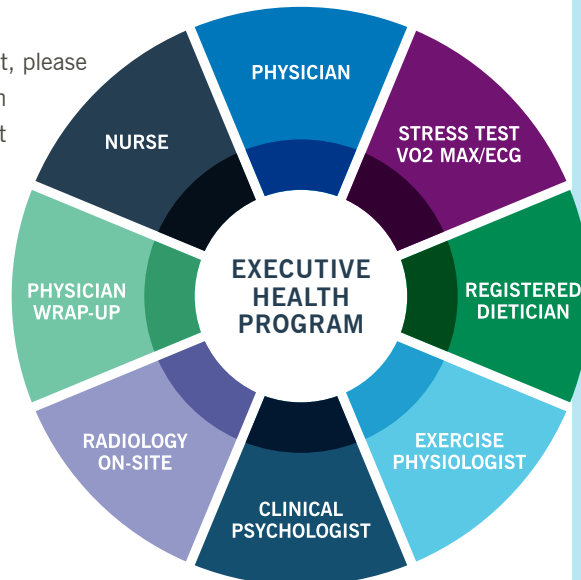 t, please
n
t
PHYSICIAN
STRESS TEST
VO2 MAX/ECG
REGISTERED
DIETICIAN
EXERCISE
PHYSIOLOGIST
CLINICAL
PSYCHOLOGIST
RADIOLOGY
ON-SITE
PHYSICIAN
WRAP-UP
NURSE
EXECUTIVE
HEALTH
PROGRAM